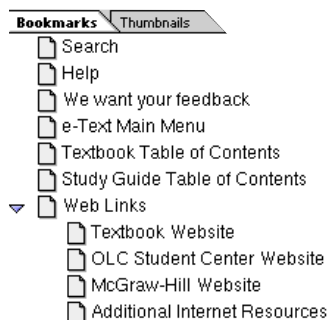 Bookmarks Thumbnails
Search
Help
We want your feedback
e-Text Main Menu
Textbook Table of Contents
Study Guide Table of Contents
Web Links
Textbook Website
OLC Student Center Website
McGraw-Hill Website
Additional Internet Resources